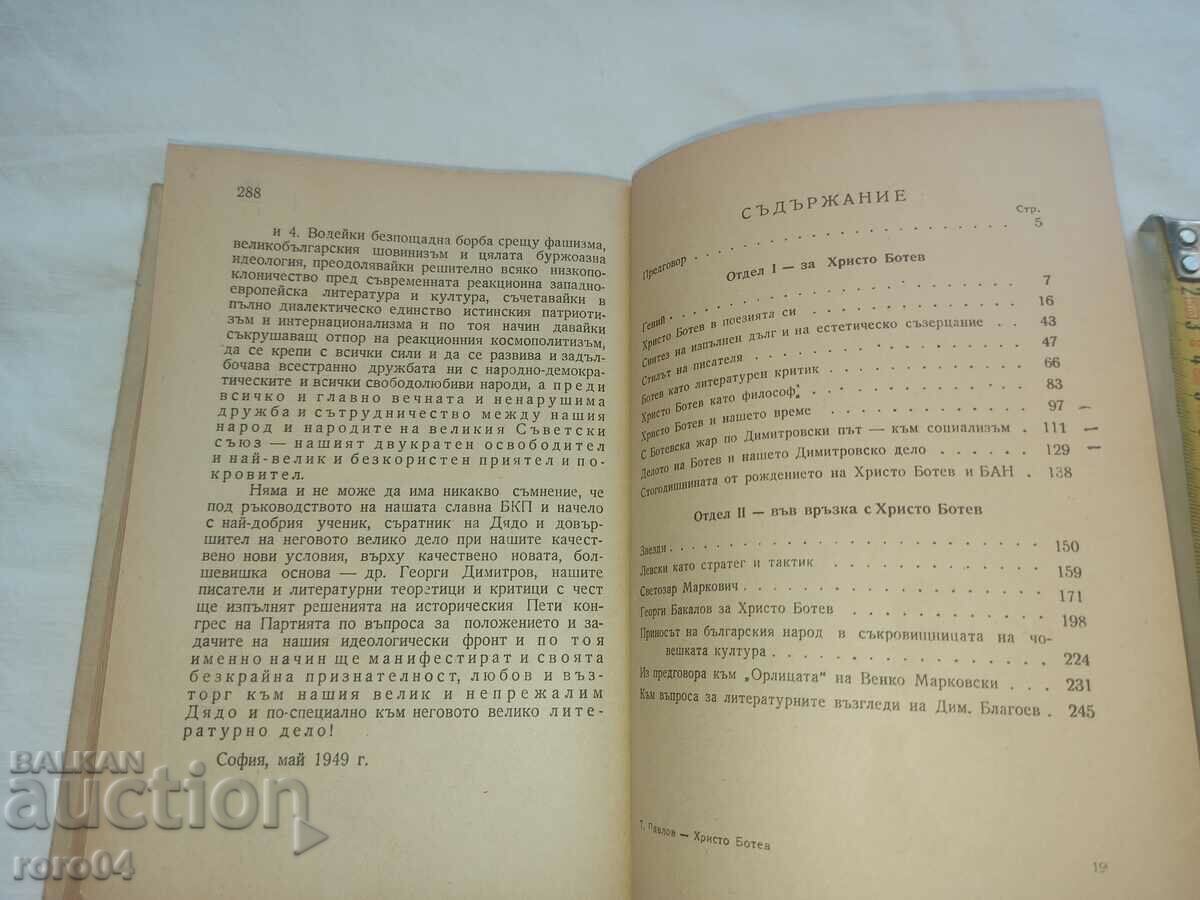 288
и 4. Водейки безпощадна борба срещу фашизма,
великобългарския шовинизъм и цялата буржоазна
идеология, преодолявайки решително всяко низкопо-
клоничество пред съвременната реакционна западно-
европейска литература и култура, съчетавайки в
пълно диалектическо единство истинския патриоти-
зъм и интернационализма и по тоя начин давайки
съкрушаващ отпор на реакционния космополитизъм,
да се крепи с всички сили и да се развива и задъл-
бочава всестранно дружбата ни с народно-демокра-
тическите и всички свободолюбиви народи, а преди
всичко и главно вечната и ненарушима
дружба и сътрудничество между нашия
народ и народите на великия Съветски
съюз — нашият двукратен освободител
и най-велик и безкористен приятел и по-
кровител.
Няма и не може да има никакво съмнение, че
под ръководството на нашата славна БКП и начело
с най-добрия ученик, съратник на Дядо и довър-
шител на неговото велико дело при нашите качест-
вено нови условия, върху качествено новата, бол-
шевишка основа — др. Георги Димитров, нашите
писатели и литературни теоретици и критици с чест
ще изпълнят решенията на историческия Пети кон-
грес на Партията по въпроса за положението и за-
дачите на нашия идеологически фронт и по тоя
именно начин ще манифестират и своята
безкрайна признателност, любов и въз-
торг към нашия велик и непрежалим
Дядо и по-специално към неговото велико лите-
ратурно дело!
София, май 1949 г.
СЪДЪРЖАНИЕ
Стр.
Предговор . . . . . . . . . . . . 5
Отдел I — за Христо Ботев
Гений . . . . . . . . . . . . 7
Христо Ботев в поезията си . . . . . . 16
Синтез на изпълнен дълг и на естетическо съзерцание . . 43
Стилът на писателя . . . . . . . . 47
Ботев като литературен критик . . . . . . 66
Христо Ботев като философ . . . . . . 83
Христо Ботев и нашето време . . . . . . 97
С Ботевска жар по Димитровски път — към социализъм . 111
Делото на Ботев и нашето Димитровско дело . . . 129
Стогодишнината от рождението на Христо Ботев и БАН . 138
Отдел II — във връзка с Христо Ботев
Звезди . . . . . . . . . . . . 150
Левски като стратег и тактик . . . . . . 159
Светозар Маркович . . . . . . . . 171
Георги Бакалов за Христо Ботев . . . . . . 198
Приносът на българския народ в съкровищницата на чо-
вешката култура . . . . . . . . 224
Из предговора към „Орлицата“ на Венко Марковски . . . 231
Към въпроса за литературните възгледи на Дим. Благоев . 245
Т. Павлов — Христо Ботев
19
BALKAN
auction
roro04